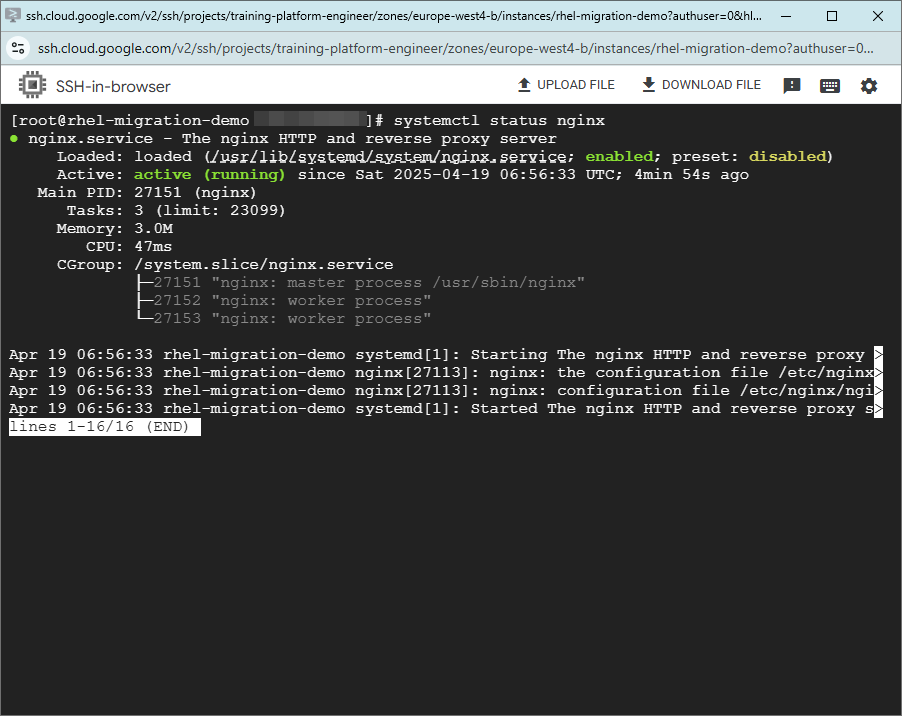 ssh.cloud.google.com/v2/ssh/projects/training-platform-engineer/zones/europe-west4-b/instances/rhel-migration-demo?authuser=0&hl...
ssh.cloud.google.com/v2/ssh/projects/training-platform-engineer/zones/europe-west4-b/instances/rhel-migration-demo?authuser=0...
SSH-in-browser
UPLOAD FILE
DOWNLOAD FILE
[root@rhel-migration-demo ]# systemctl status nginx
● nginx.service - The nginx HTTP and reverse proxy server
Loaded: loaded (/usr/lib/systemd/system/nginx.service; enabled; preset: disabled)
Active: active (running) since Sat 2025-04-19 06:56:33 UTC; 4min 54s ago
Main PID: 27151 (nginx)
Tasks: 3 (limit: 23099)
Memory: 3.0M
CPU: 47ms
CGroup: /system.slice/nginx.service
├─27151 "nginx: master process /usr/sbin/nginx"
├─27152 "nginx: worker process"
└─27153 "nginx: worker process"
Apr 19 06:56:33 rhel-migration-demo systemd[1]: Starting The nginx HTTP and reverse proxy >
Apr 19 06:56:33 rhel-migration-demo nginx[27113]: nginx: the configuration file /etc/nginx>
Apr 19 06:56:33 rhel-migration-demo nginx[27113]: nginx: configuration file /etc/nginx/ngi>
Apr 19 06:56:33 rhel-migration-demo systemd[1]: Started The nginx HTTP and reverse proxy s>
lines 1-16/16 (END)